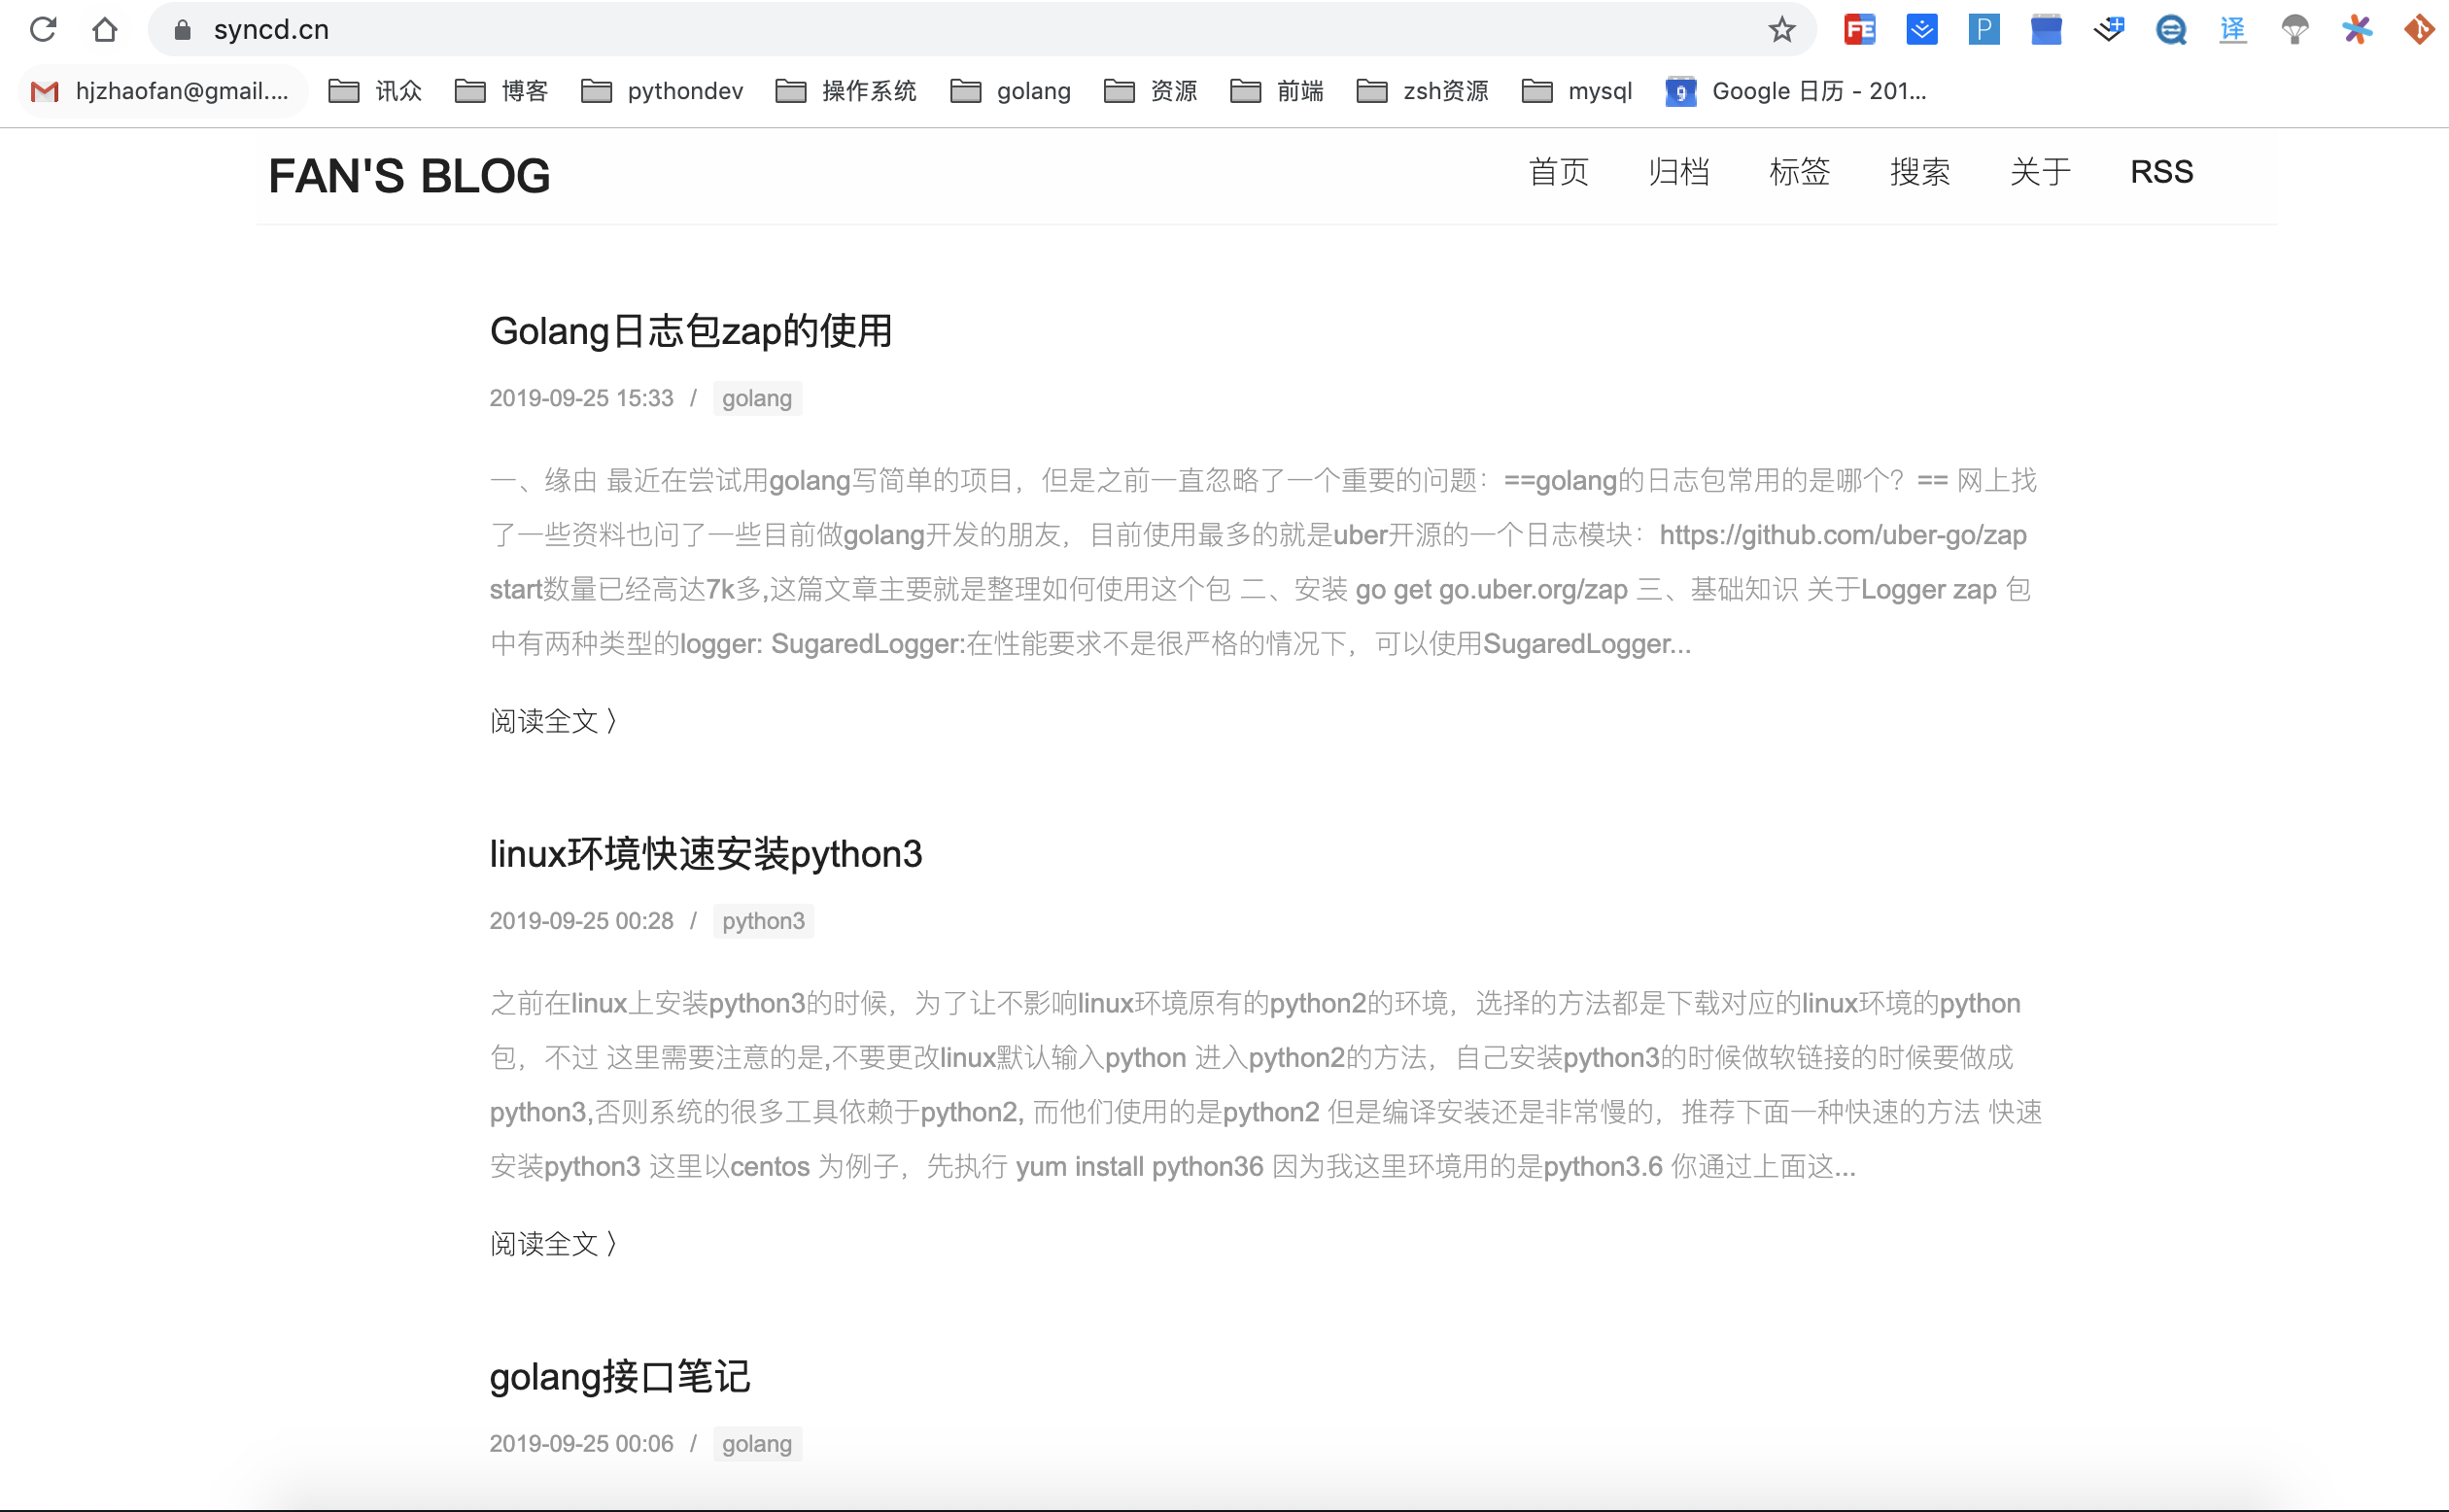 syncd.cn
FE P 译
hjzhaofan@gmail.... 讯众 博客 pythondev 操作系统 golang 资源 前端 zsh资源 mysql Google 日历 - 201...
FAN'S BLOG 首页 归档 标签 搜索 关于 RSS
Golang日志包zap的使用
2019-09-25 15:33 / golang
一、缘由 最近在尝试用golang写简单的项目，但是之前一直忽略了一个重要的问题：==golang的日志包常用的是哪个？== 网上找
了一些资料也问了一些目前做golang开发的朋友，目前使用最多的就是uber开源的一个日志模块：https://github.com/uber-go/zap
start数量已经高达7k多,这篇文章主要就是整理如何使用这个包 二、安装 go get go.uber.org/zap 三、基础知识 关于Logger zap 包
中有两种类型的logger: SugaredLogger:在性能要求不是很严格的情况下，可以使用SugaredLogger...
阅读全文 〉
linux环境快速安装python3
2019-09-25 00:28 / python3
之前在linux上安装python3的时候，为了让不影响linux环境原有的python2的环境，选择的方法都是下载对应的linux环境的python
包，不过 这里需要注意的是,不要更改linux默认输入python 进入python2的方法，自己安装python3的时候做软链接的时候要做成
python3,否则系统的很多工具依赖于python2, 而他们使用的是python2 但是编译安装还是非常慢的，推荐下面一种快速的方法 快速
安装python3 这里以centos 为例子，先执行 yum install python36 因为我这里环境用的是python3.6 你通过上面这...
阅读全文 〉
golang接口笔记
2019-09-25 00:06 / golang